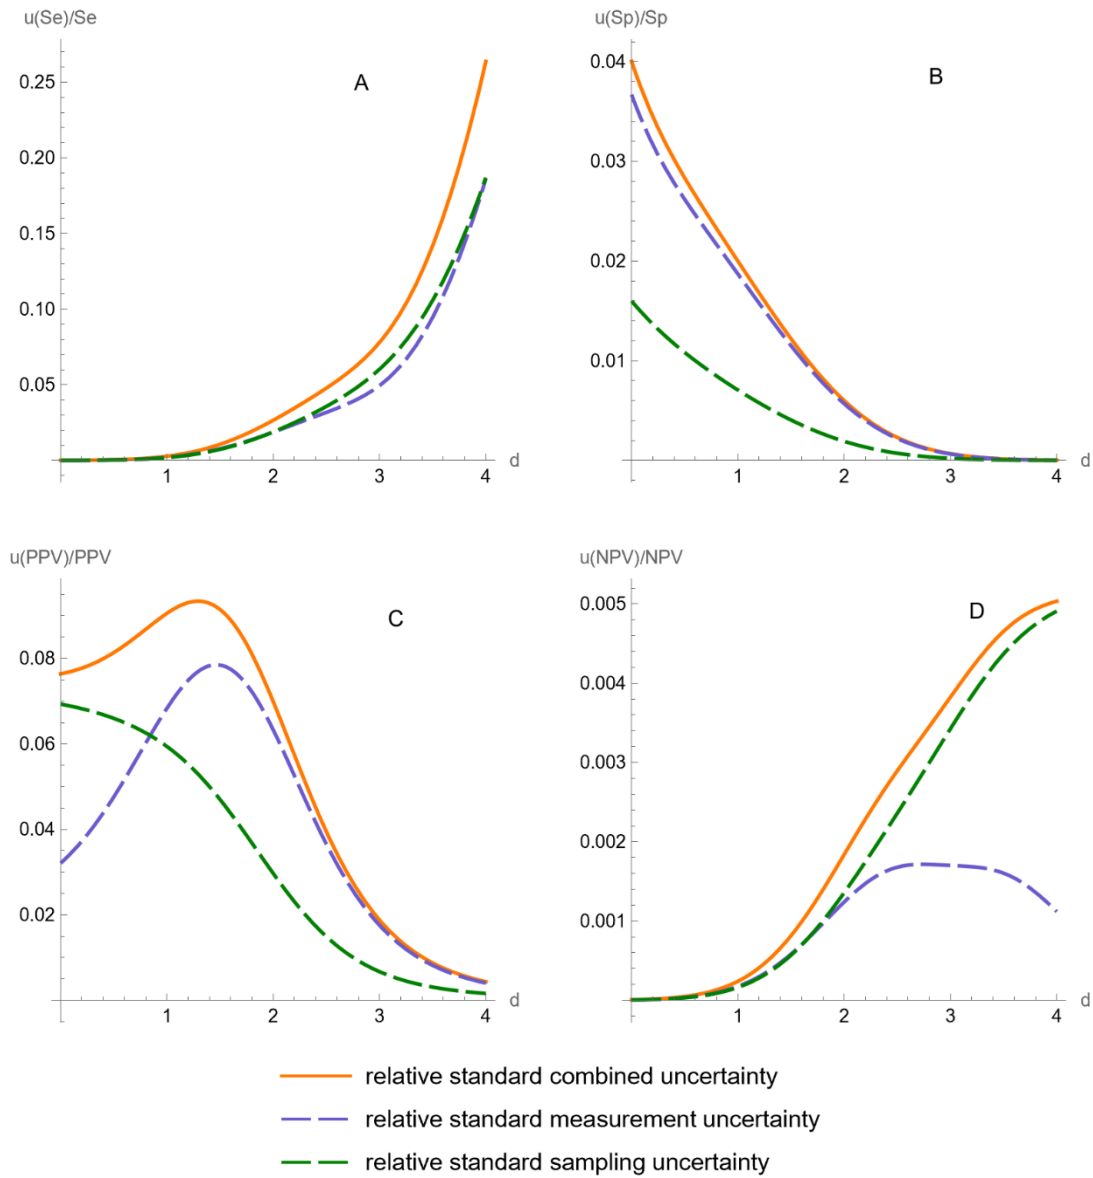 u(Se)/Se
A
0.25
0.20
0.15
0.10
0.05
1 2 3 4 d
u(Sp)/Sp
B
0.04
0.03
0.02
0.01
1 2 3 4 d
u(PPV)/PPV
C
0.08
0.06
0.04
0.02
1 2 3 4 d
u(NPV)/NPV
D
0.005
0.004
0.003
0.002
0.001
1 2 3 4 d
relative standard combined uncertainty
relative standard measurement uncertainty
relative standard sampling uncertainty